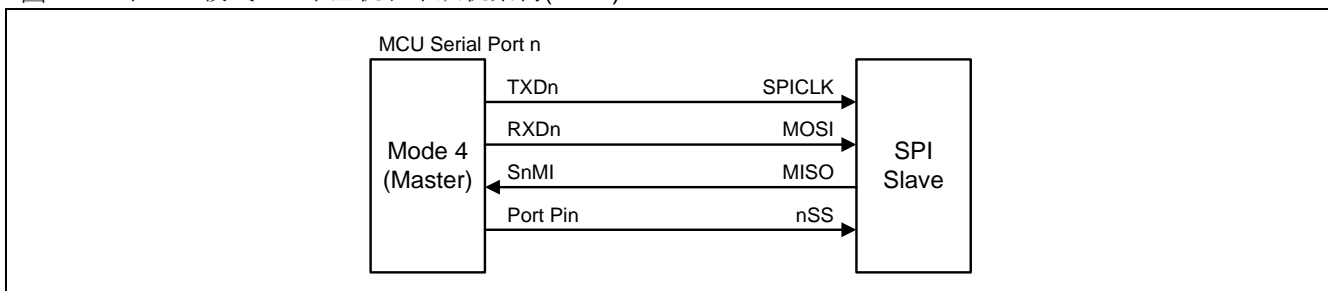 MCU Serial Port n
TXDn SPICLK
RXDn MOSI
Mode 4
(Master)
SPI
Slave
SnMI MISO
Port Pin nSS